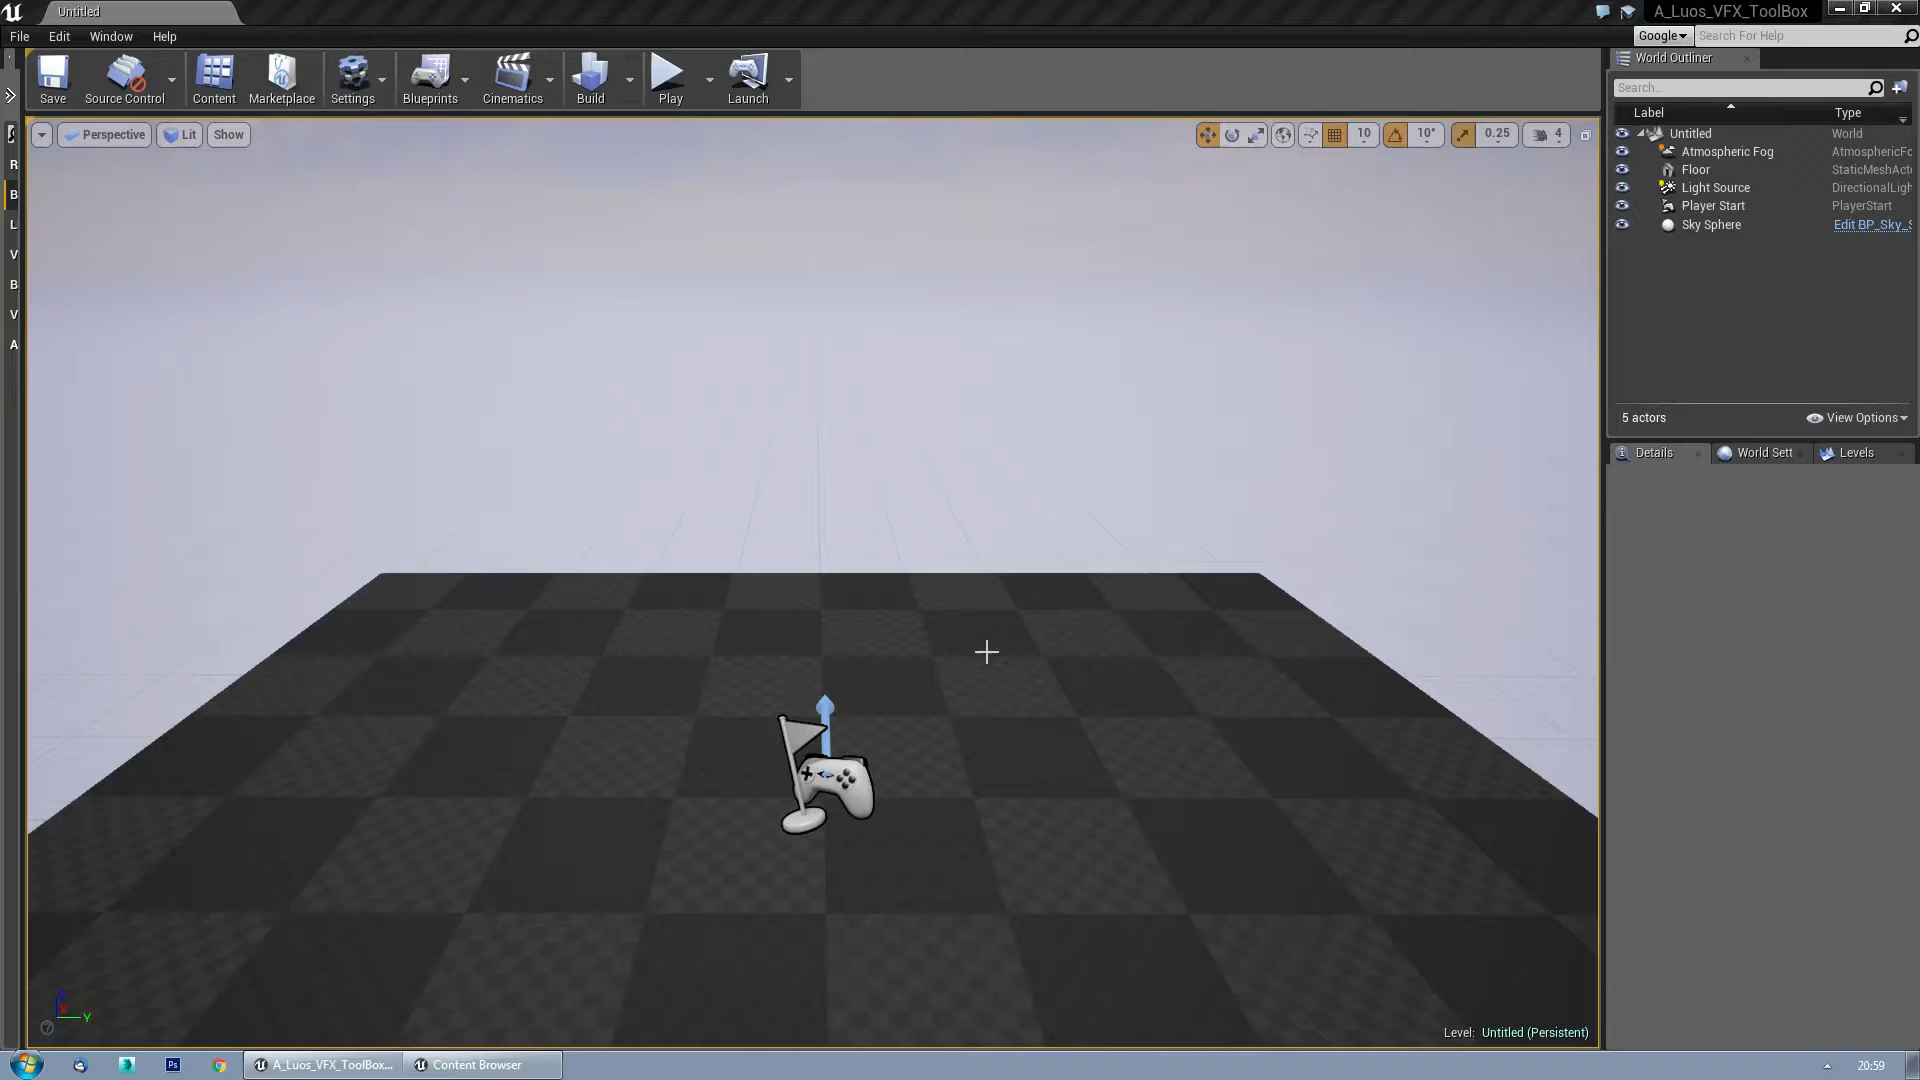 Untitled
A_Luos_VFX_ToolBox
File Edit Window Help
Google Search For Help
Save Source Control Content Marketplace Settings Blueprints Cinematics Build Play Launch
World Outliner
Search...
Label Type
Perspective Lit Show
10 10° 0.25 4
Untitled World
Atmospheric Fog AtmosphericFo
Floor StaticMeshActo
Light Source DirectionalLigh
Player Start PlayerStart
Sky Sphere Edit BP_Sky_S
R
B
L
V
B
V
A
5 actors View Options
Details World Sett Levels
Z
X
Y
Level: Untitled (Persistent)
A_Luos_VFX_ToolBox... Content Browser
Ps
20:59